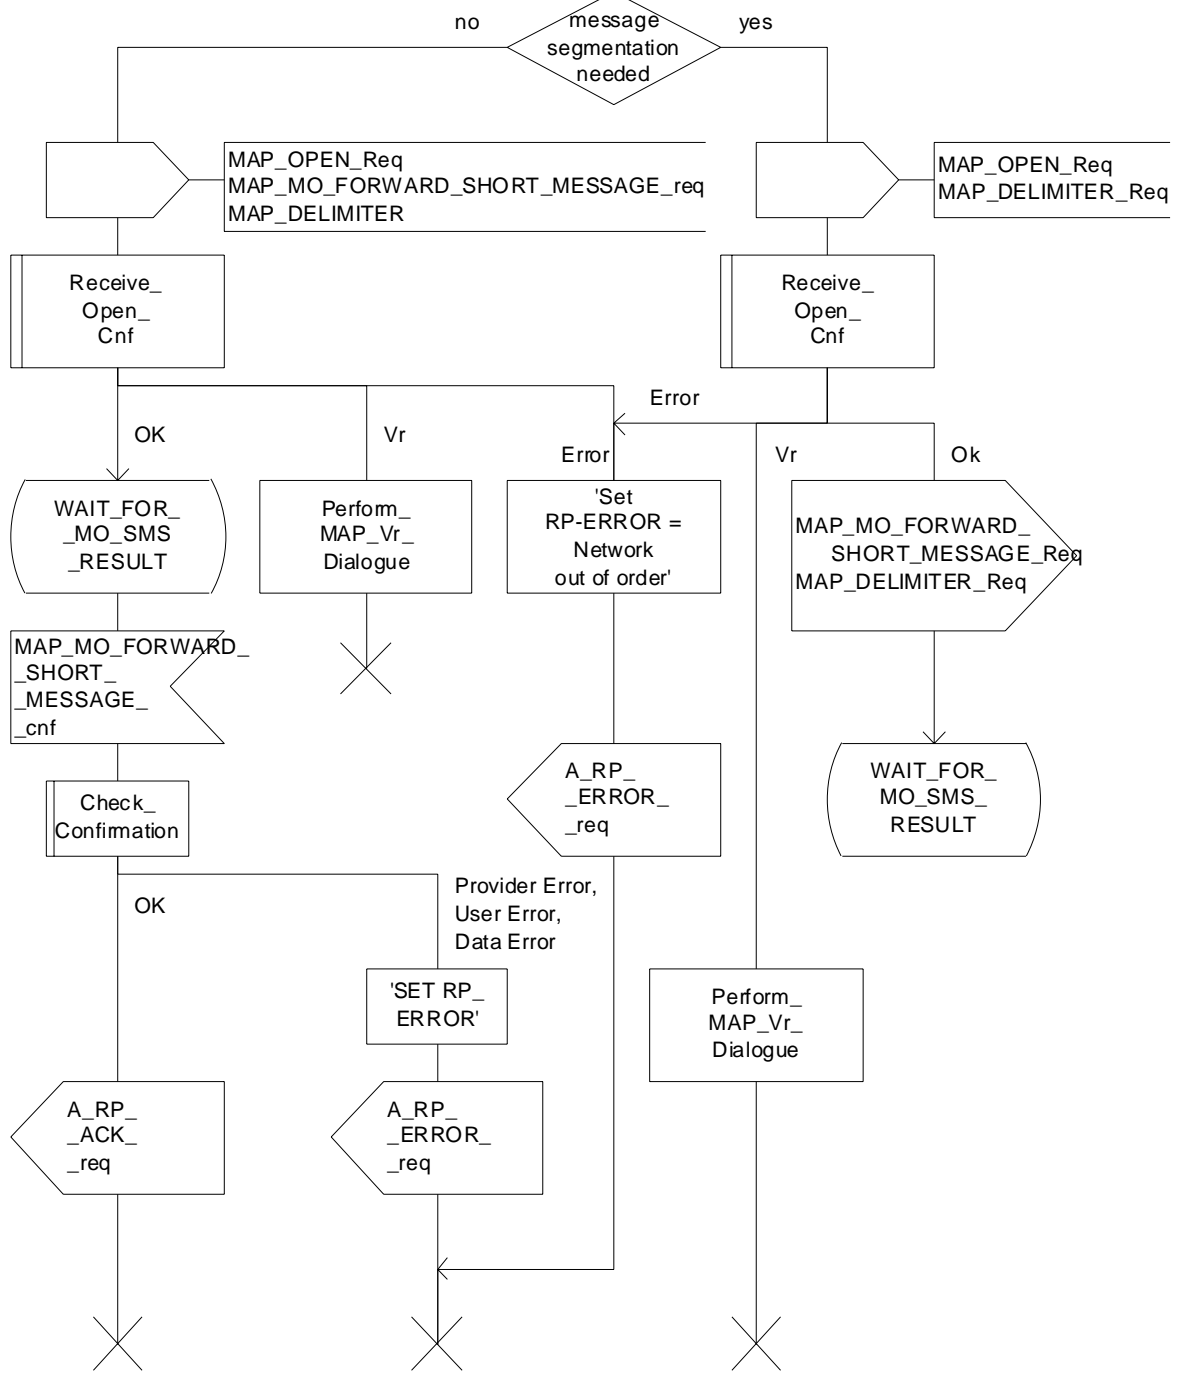 no
message
segmentation
needed
yes
MAP_OPEN_Req
MAP_MO_FORWARD_SHORT_MESSAGE_req
MAP_DELIMITER
MAP_OPEN_Req
MAP_DELIMITER_Req
Receive_
Open_
Cnf
Receive_
Open_
Cnf
Error
OK
Vr
Error
Vr
Ok
WAIT_FOR_
_MO_SMS
_RESULT
Perform_
MAP_Vr_
Dialogue
'Set
RP-ERROR =
Network
out of order'
MAP_MO_FORWARD_
SHORT_MESSAGE_Req
MAP_DELIMITER_Req
MAP_MO_FORWARD_
_SHORT_
_MESSAGE_
_cnf
A_RP_
_ERROR_
_req
WAIT_FOR_
MO_SMS_
RESULT
Check_
Confirmation
OK
Provider Error,
User Error,
Data Error
'SET RP_
ERROR'
Perform_
MAP_Vr_
Dialogue
A_RP_
_ACK_
_req
A_RP_
_ERROR_
_req